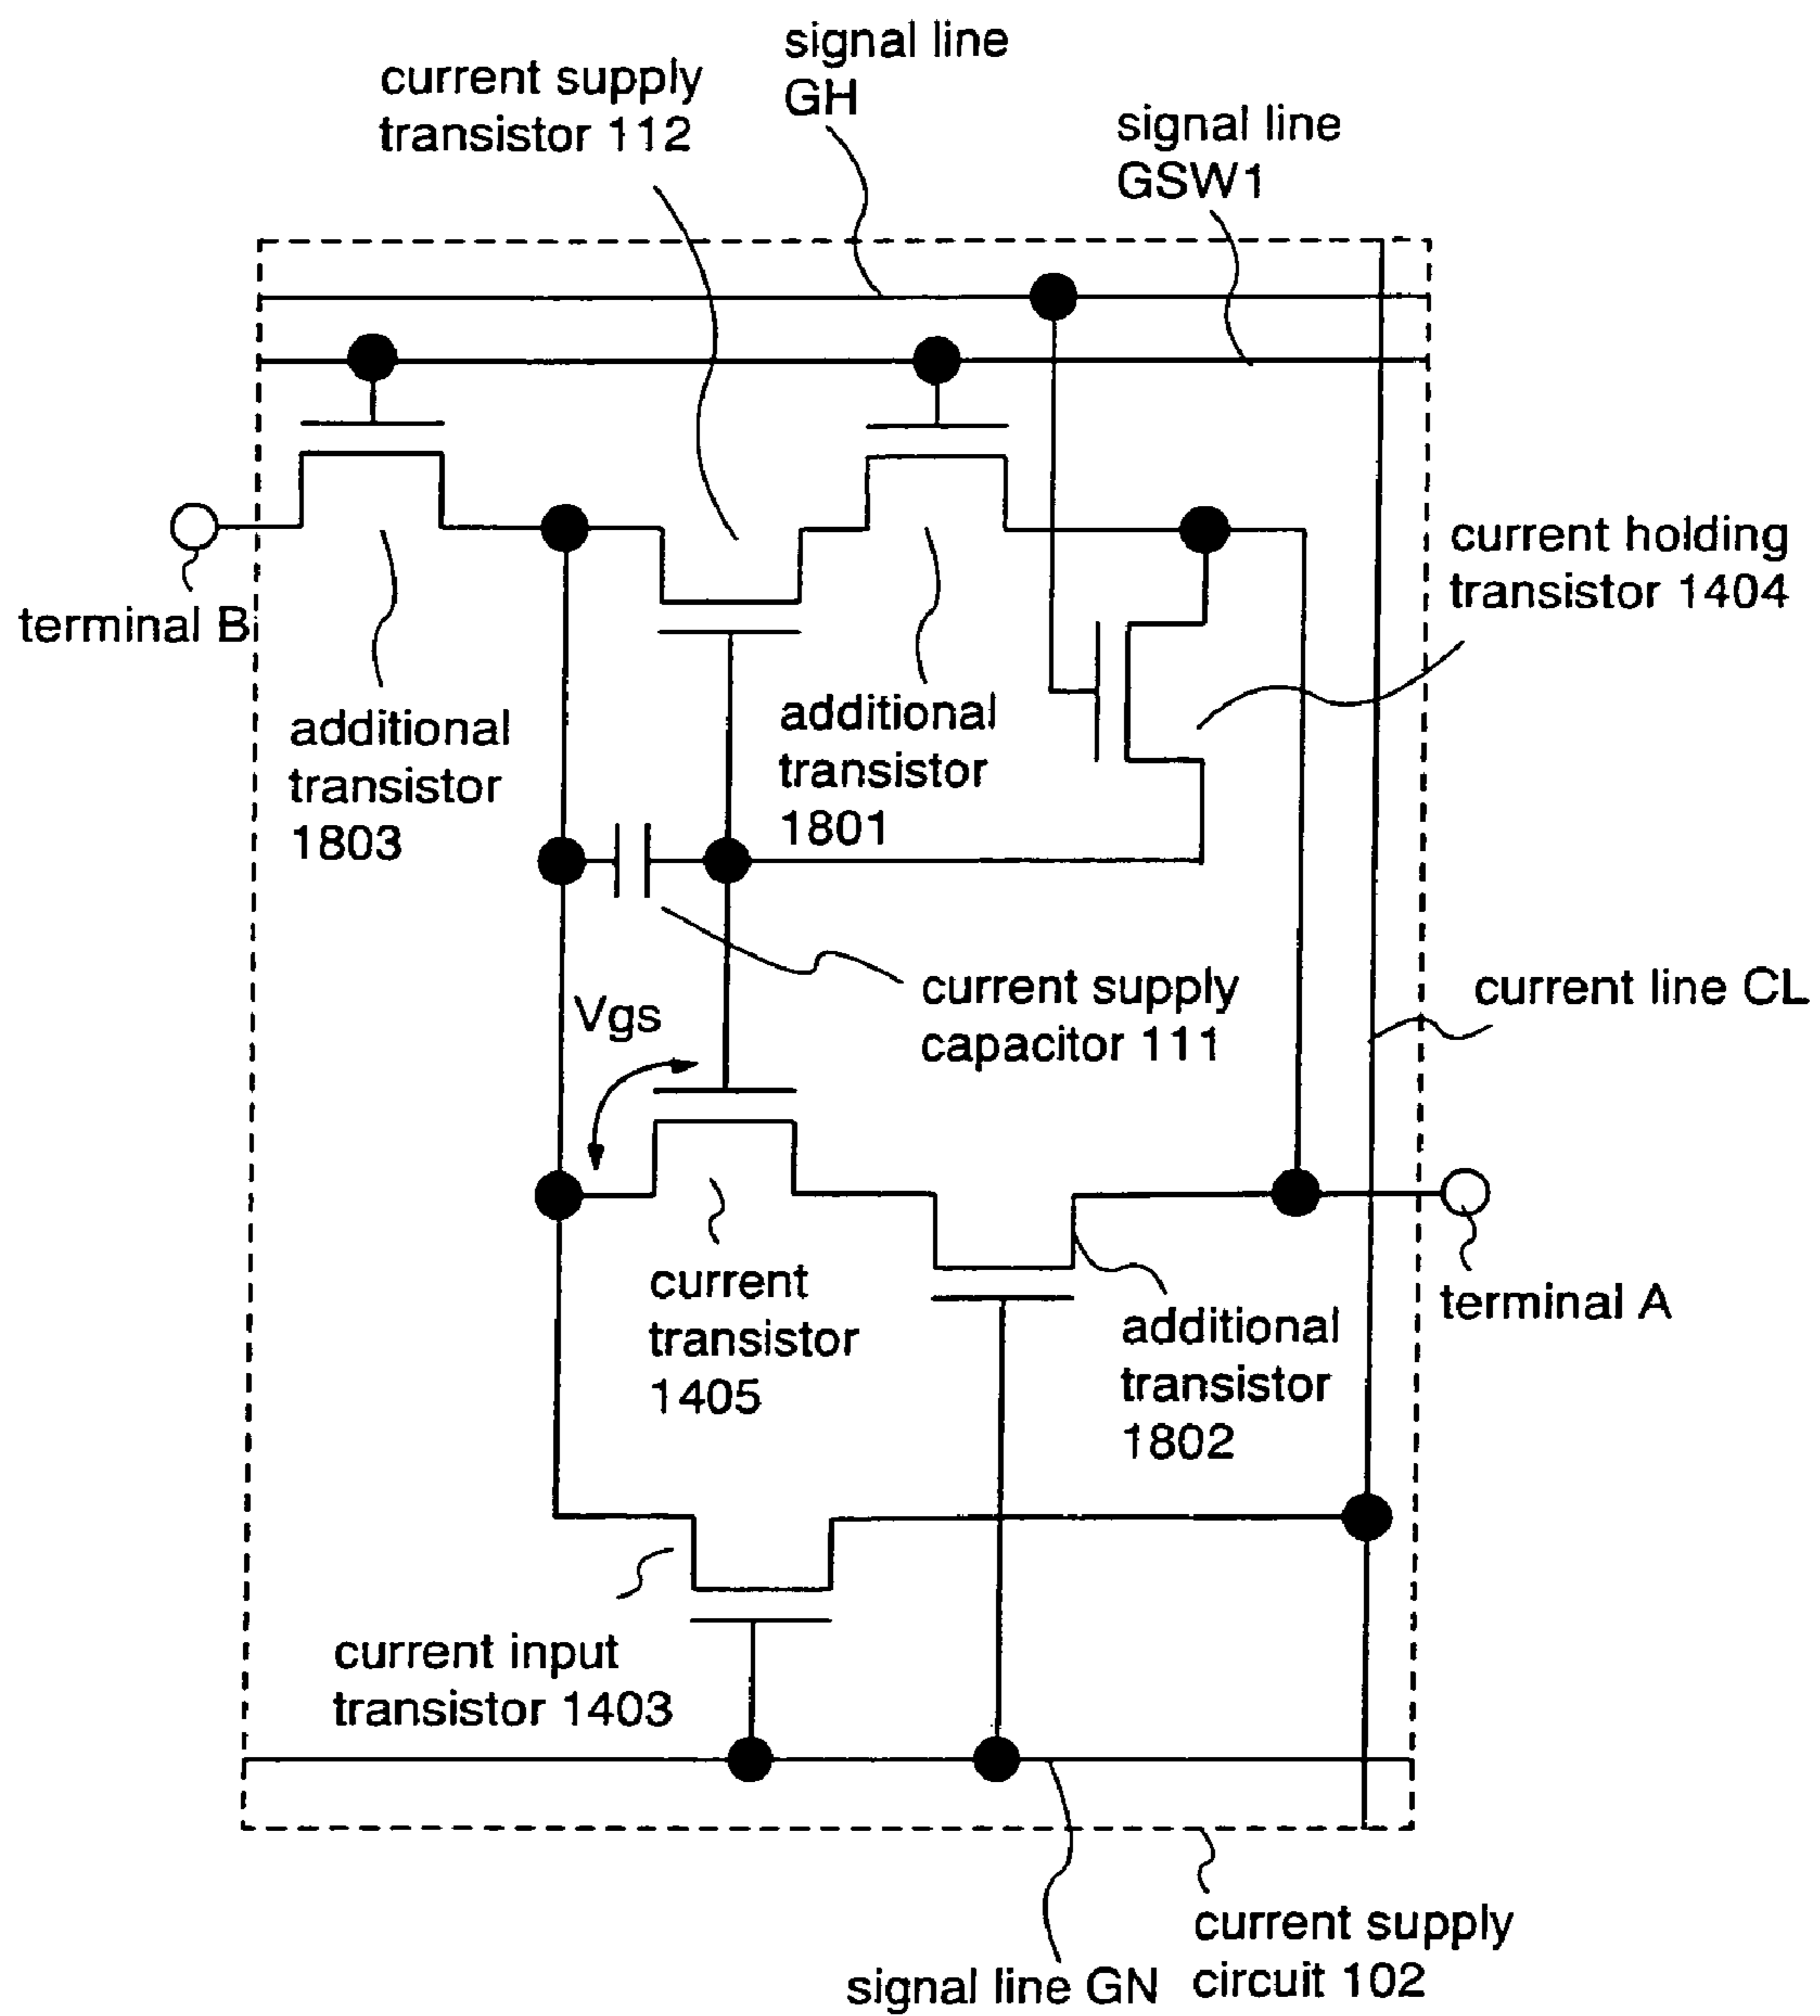 signal line
GH
current supply
transistor 112
signal line
GSW1
current holding
transistor 1404
terminal B
additional
transistor
1803
additional
transistor
1801
current supply
capacitor 111
current line CL
Vgs
current
transistor
1405
additional
transistor
1802
terminal A
current input
transistor 1403
signal line GN
current supply
circuit 102